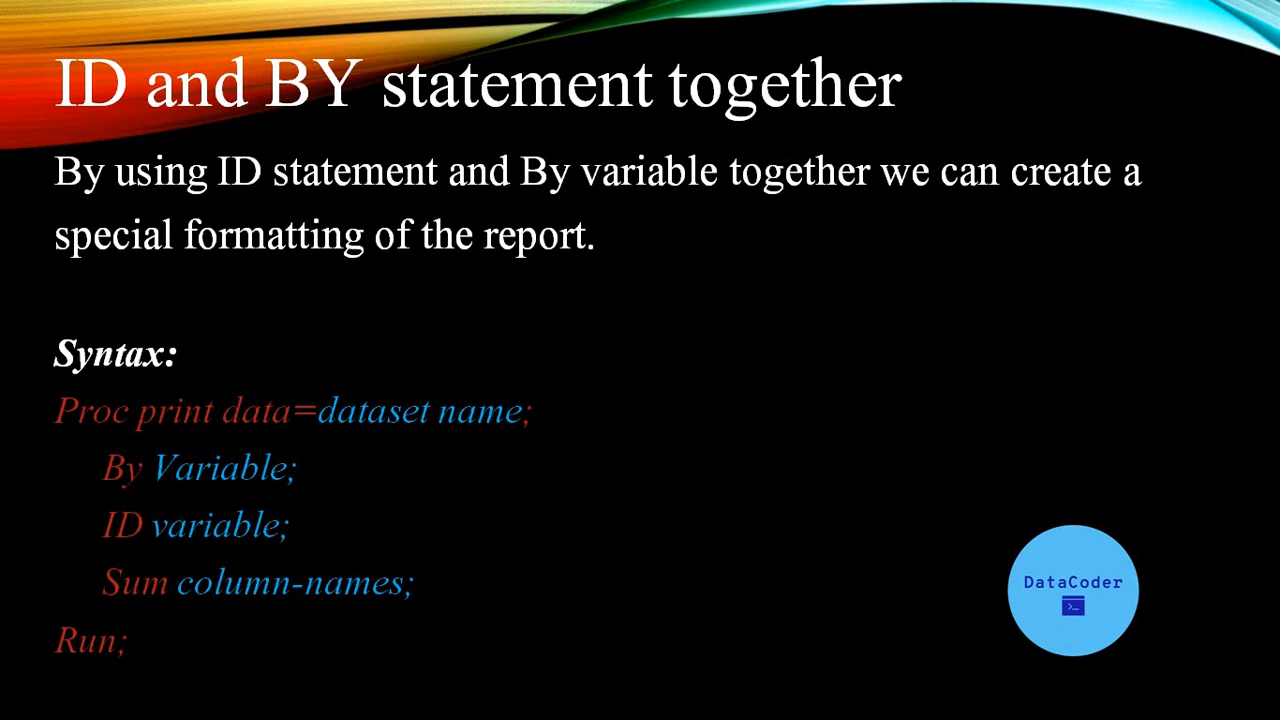 ID and BY statement together
By using ID statement and By variable together we can create a
special formatting of the report.
Syntax:
Proc print data=dataset name;
By Variable;
ID variable;
Sum column-names;
Run;
DataCoder
>_